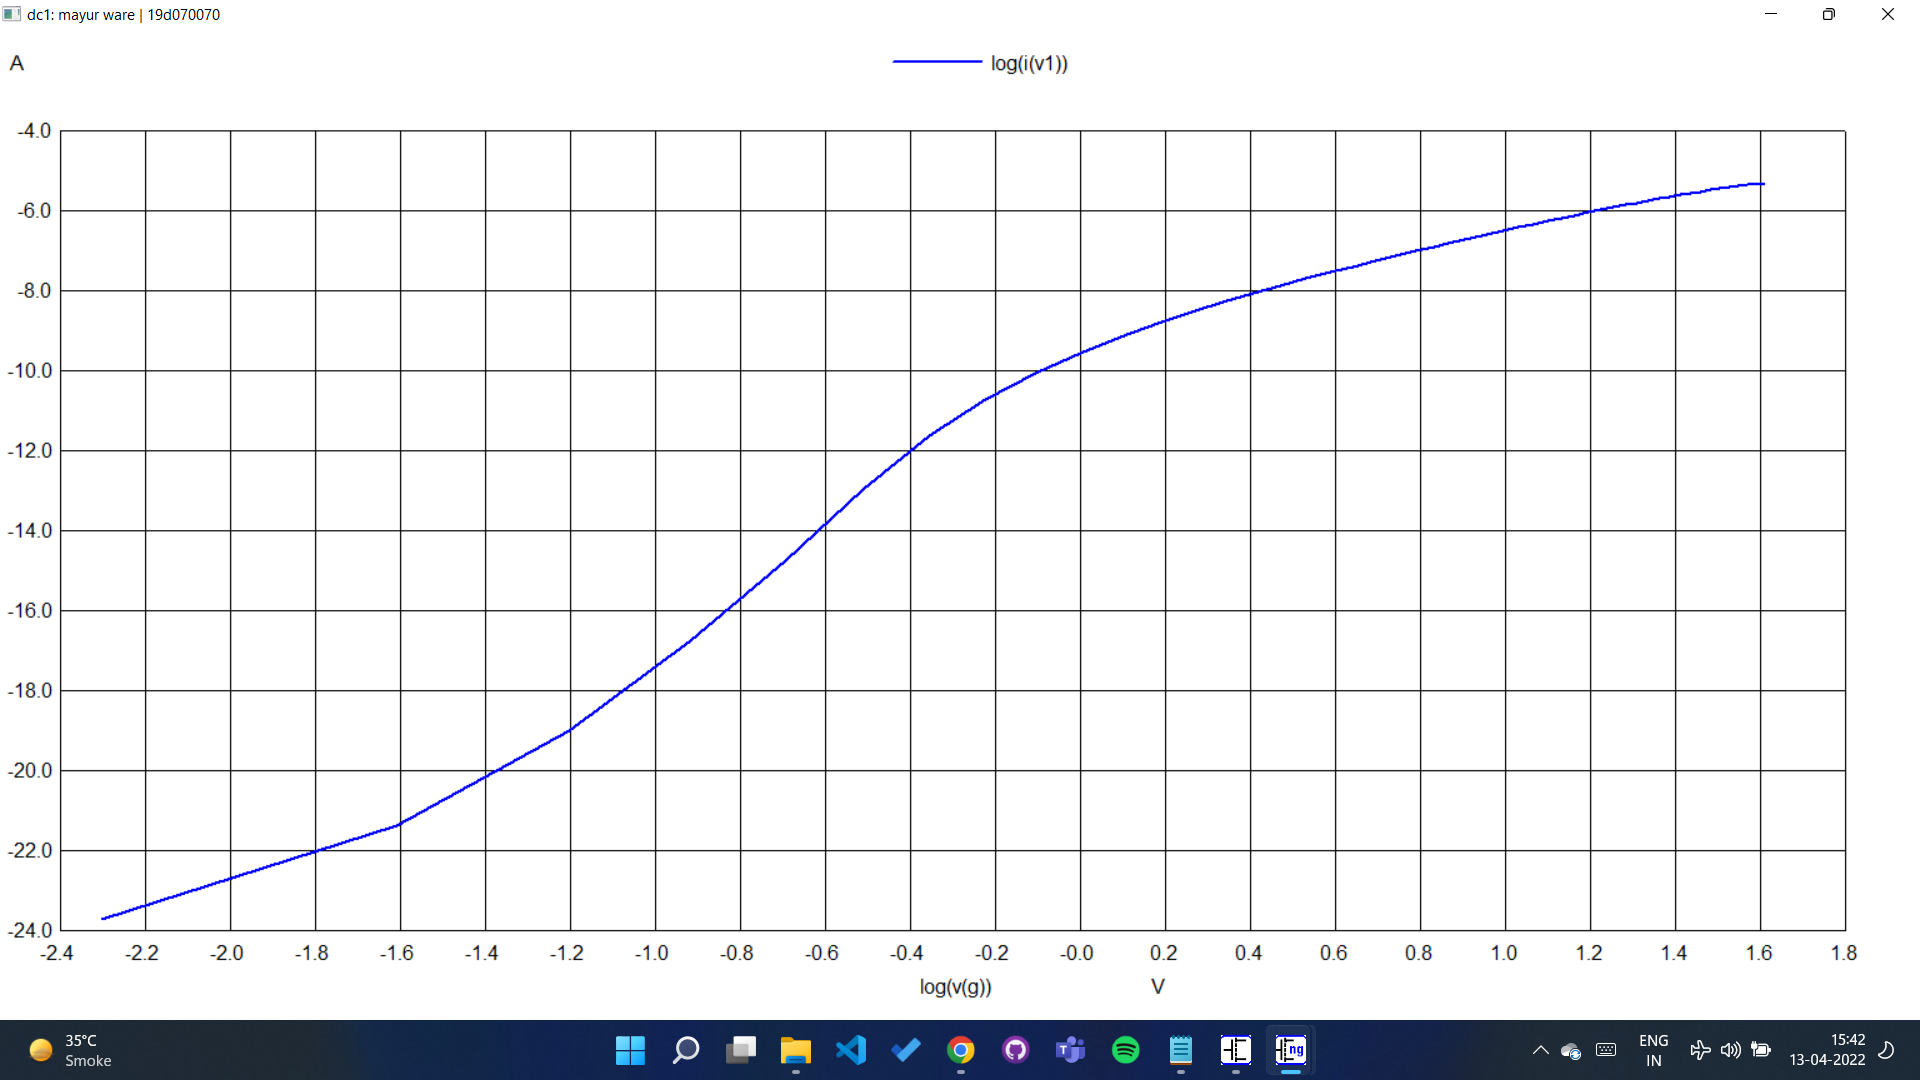 dc1: mayur ware | 19d070070
A
log(i(v1))
-4.0
-6.0
-8.0
-10.0
-12.0
-14.0
-16.0
-18.0
-20.0
-22.0
-24.0
-2.4 -2.2 -2.0 -1.8 -1.6 -1.4 -1.2 -1.0 -0.8 -0.6 -0.4 -0.2 -0.0 0.2 0.4 0.6 0.8 1.0 1.2 1.4 1.6 1.8
log(v(g)) V
35°C
Smoke
T
ng
ENG
IN
15:42
13-04-2022